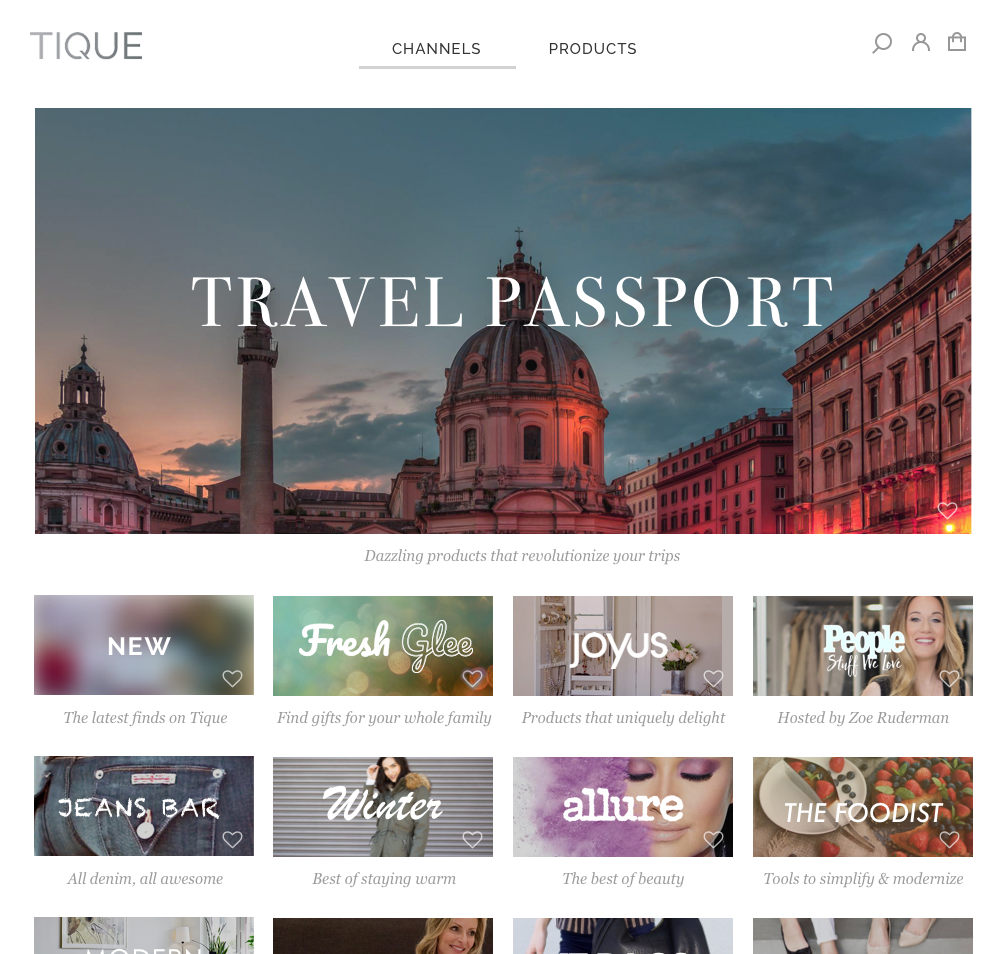 TIQUE
CHANNELS
PRODUCTS
TRAVEL PASSPORT
Dazzling products that revolutionize your trips
NEW
Fresh Glee
JOYUS
People
Stuff We Love
The latest finds on Tique
Find gifts for your whole family
Products that uniquely delight
Hosted by Zoe Ruderman
JEANS BAR
Winter
allure
THE FOODIST
All denim, all awesome
Best of staying warm
The best of beauty
Tools to simplify & modernize
MODERN